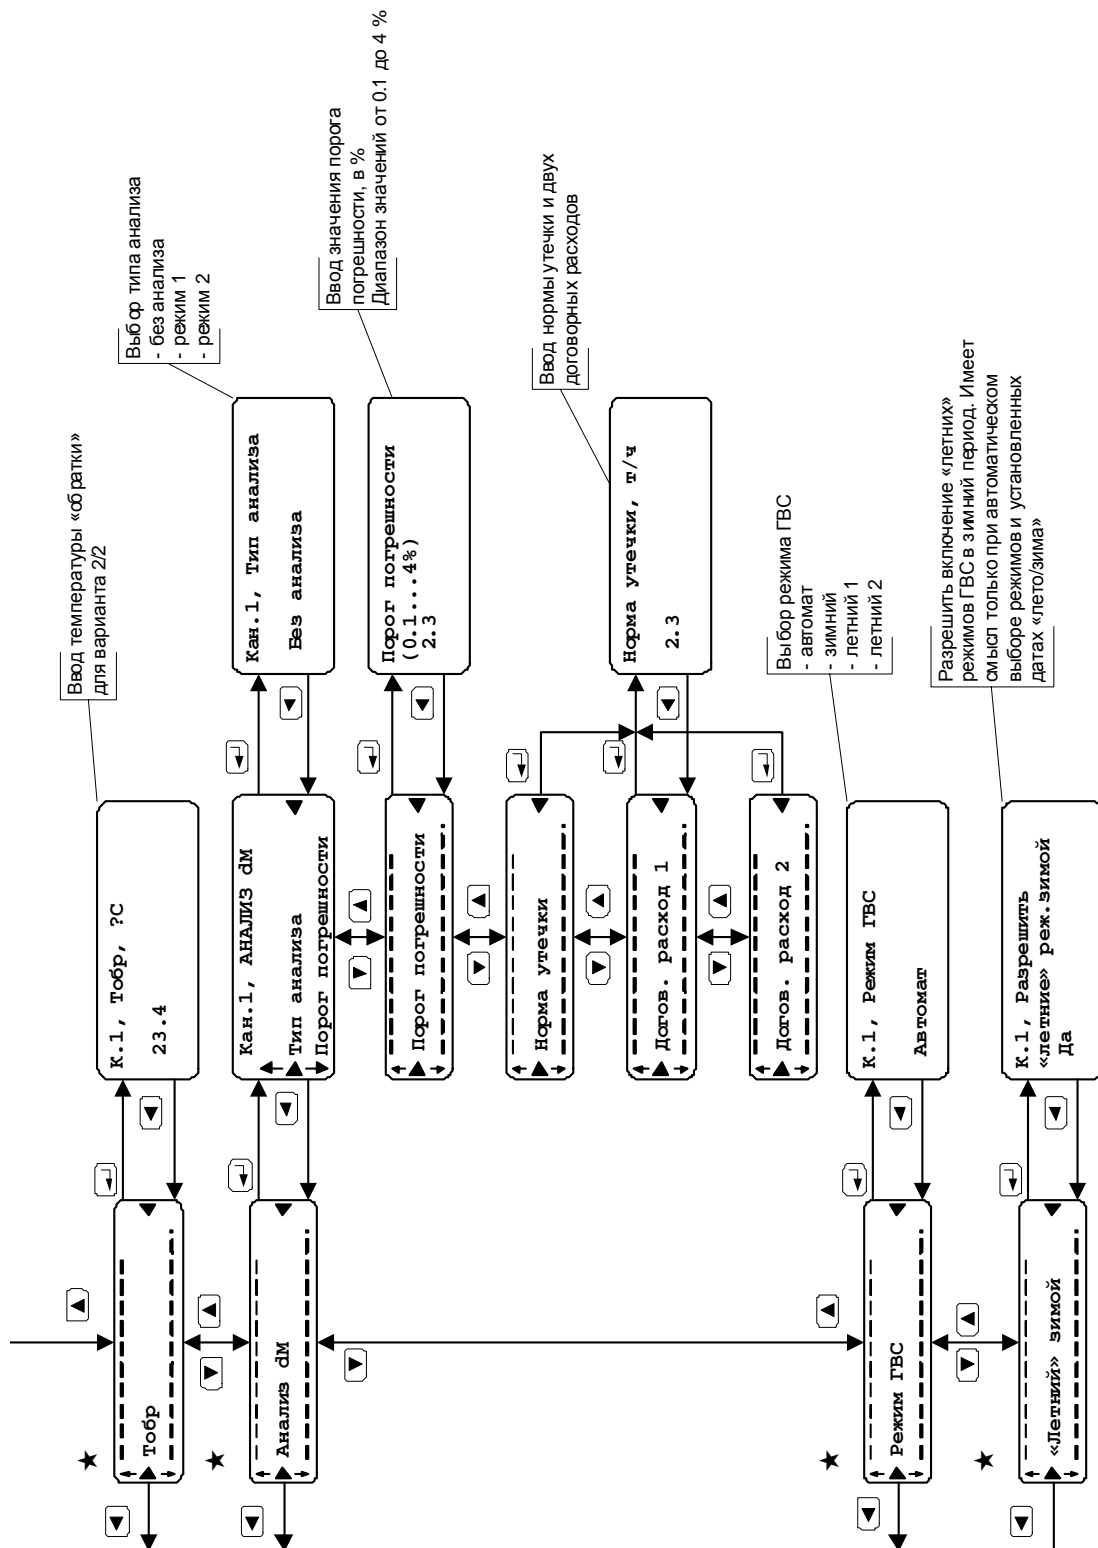 Ввод температуры «обратки»
для варианта 2/2
К.1, Тобр, ?С
23.4
Тобр
Выбор типа анализа
- без анализа
- режим 1
- режим 2
Кан.1, Тип анализа
Без анализа
Кан.1, АНАЛИЗ dM
Тип анализа
Порог погрешности
Анализ dM
Ввод значения порога
погрешности, в %
Диапазон значений от 0.1 до 4 %
Порог погрешности
(0.1...4%)
2.3
Порог погрешности
Норма утечки
Ввод нормы утечки и двух
договорных расходов
Норма утечки, т/ч
2.3
Догов. расход 1
Догов. расход 2
Выбор режима ГВС
- автомат
- зимний
- летний 1
- летний 2
К.1, Режим ГВС
Автомат
Режим ГВС
Разрешить включение «летних»
режимов ГВС в зимний период. Имеет
смысл только при автоматическом
выборе режимов и установленных
датах «лето/зима»
К.1, Разрешить
«летние» реж.зимой
Да
«Летний» зимой